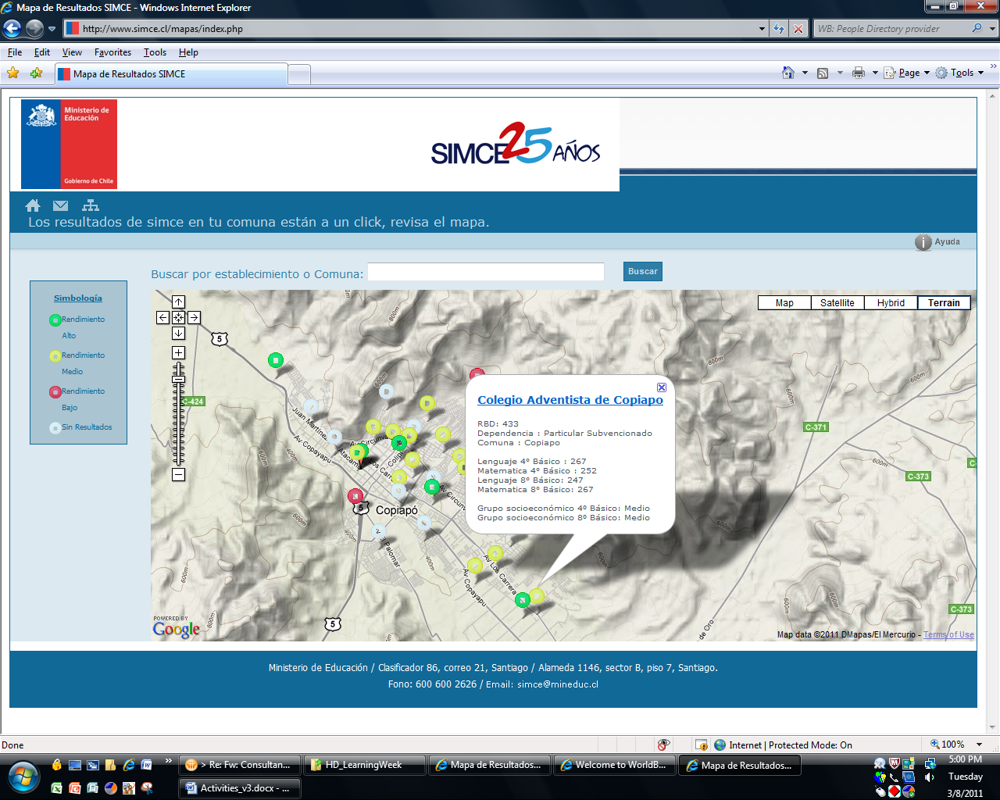 Mapa de Resultados SIMCE - Windows Internet Explorer
http://www.simce.cl/mapas/index.php
WB: People Directory provider
File Edit View Favorites Tools Help
Mapa de Resultados SIMCE
Page Tools
Ministerio de
Educación
Gobierno de Chile
SIMCE 25 AÑOS
Los resultados de simce en tu comuna están a un click, revisa el mapa.
Ayuda
Buscar por establecimiento o Comuna:
Buscar
Simbología
Rendimiento
Alto
Rendimiento
Medio
Rendimiento
Bajo
Sin Resultados
Map Satellite Hybrid Terrain
5
C-424
Juan Martinez
Av Copayapu
Av Circunval
Atacama
Av Circunv
5
Copiapó
Palomar
Av Los Carrera
Av Copayapu
5
C-371
C-373
C-373
C-
800m
600m
400m
de Oro
Colegio Adventista de Copiapo
RBD: 433
Dependencia : Particular Subvencionado
Comuna : Copiapo
Lenguaje 4º Básico : 267
Matematica 4º Básico : 252
Lenguaje 8º Básico: 247
Matematica 8º Básico: 267
Grupo socioeconómico 4º Básico: Medio
Grupo socioeconómico 8º Básico: Medio
POWERED BY
Google
Map data ©2011 DMapas/El Mercurio - Terms of Use
Ministerio de Educación / Clasificador 86, correo 21, Santiago / Alameda 1146, sector B, piso 7, Santiago.
Fono: 600 600 2626 / Email: simce@mineduc.cl
Done
Internet | Protected Mode: On
100%
> Re: Fw: Consultan...
HD_LearningWeek
Mapa de Resultados...
Welcome to WorldB...
Mapa de Resultados...
Activities_v3.docx - ...
5:00 PM
Tuesday
3/8/2011